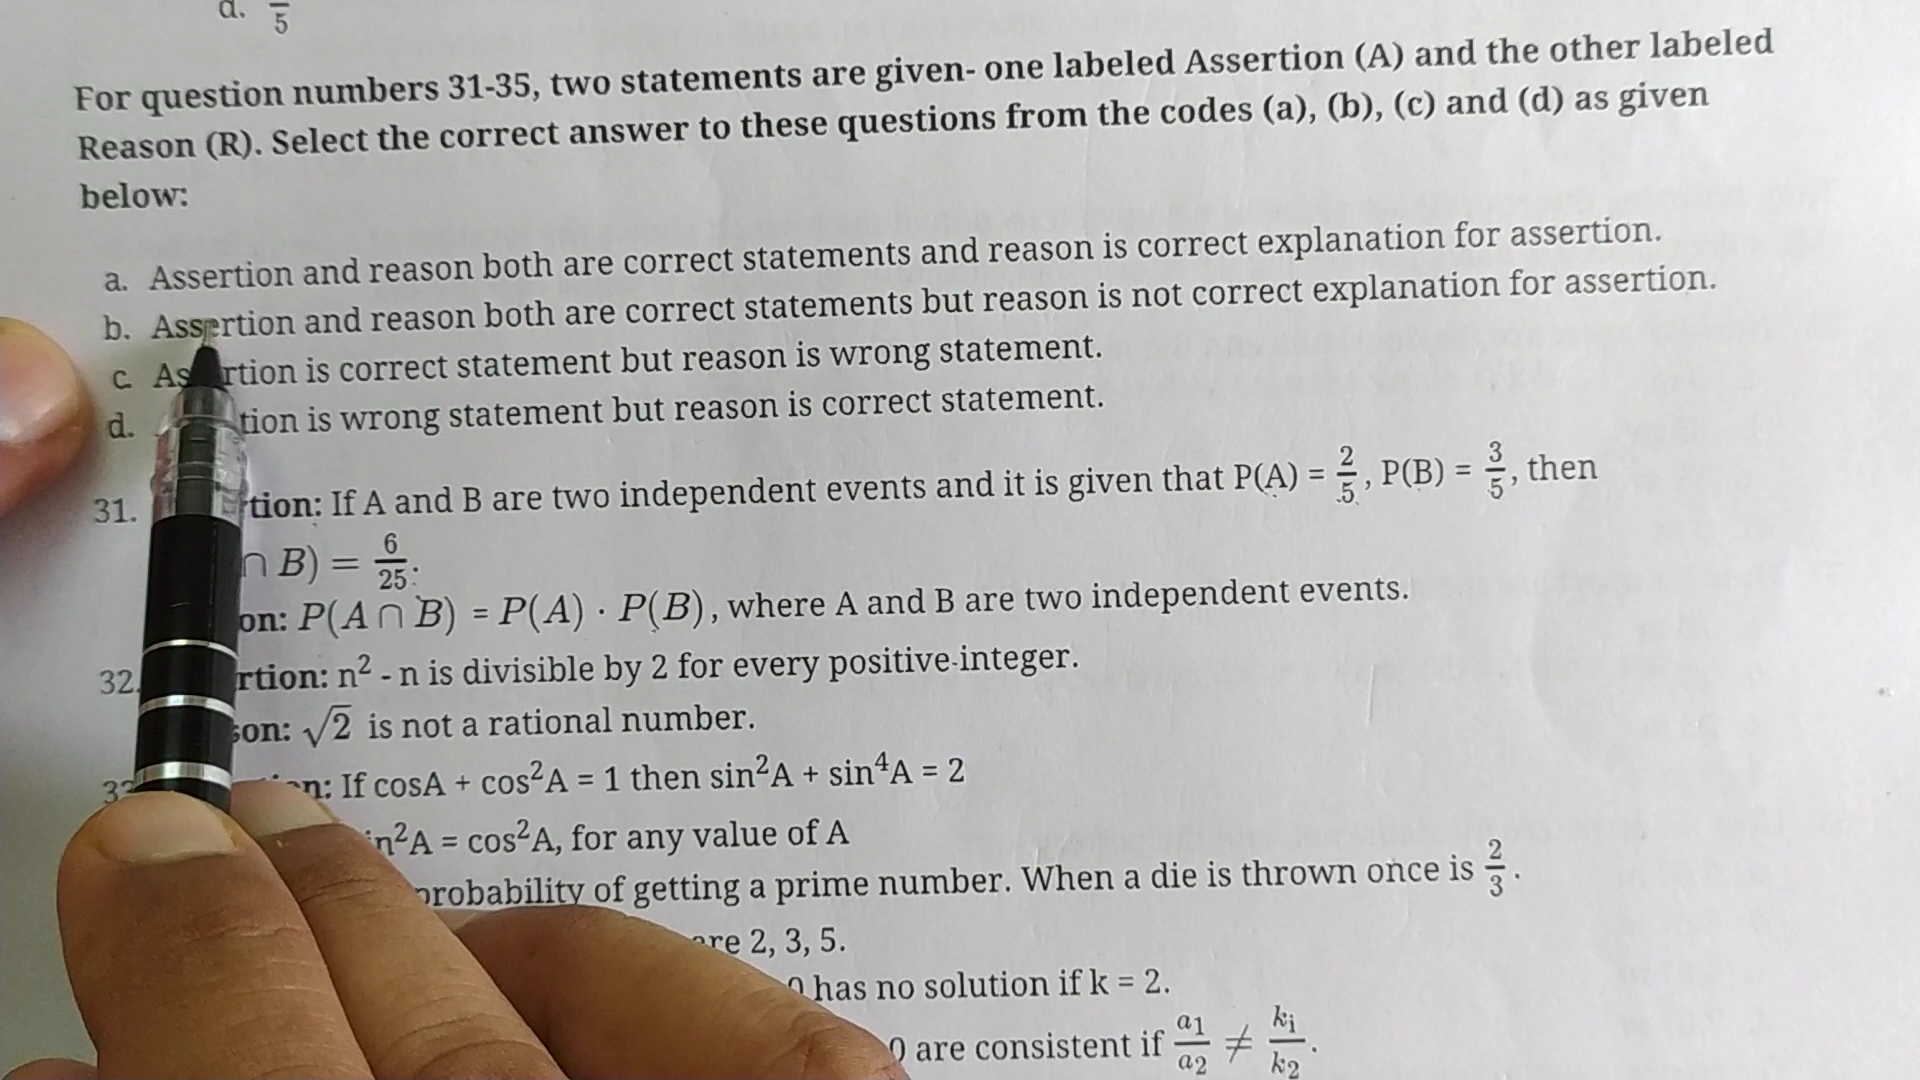 d. 5
For question numbers 31-35, two statements are given- one labeled Assertion (A) and the other labeled
Reason (R). Select the correct answer to these questions from the codes (a), (b), (c) and (d) as given
below:
a. Assertion and reason both are correct statements and reason is correct explanation for assertion.
b. Assertion and reason both are correct statements but reason is not correct explanation for assertion.
c. Assertion is correct statement but reason is wrong statement.
d. tion is wrong statement but reason is correct statement.
31. tion: If A and B are two independent events and it is given that P(A) = 2/5, P(B) = 3/5, then
∩ B) = 6/25.
on: P(A ∩ B) = P(A) · P(B), where A and B are two independent events.
32. rtion: n² - n is divisible by 2 for every positive integer.
son: √2 is not a rational number.
on: If cosA + cos²A = 1 then sin²A + sin⁴A = 2
in²A = cos²A, for any value of A
probability of getting a prime number. When a die is thrown once is 2/3.
are 2, 3, 5.
0 has no solution if k = 2.
0 are consistent if a₁/a₂ ≠ k₁/k₂.